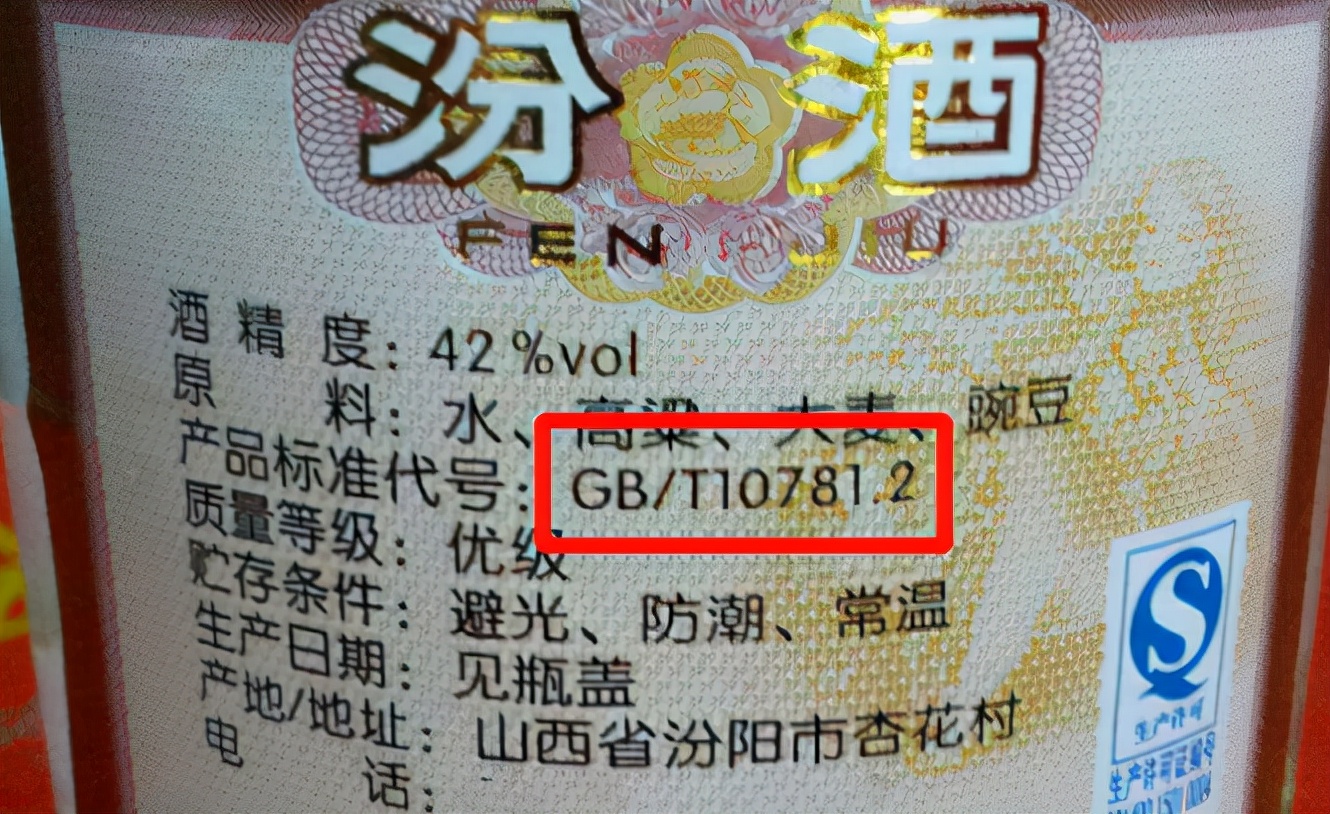 汾酒
FEN JIU
酒精度：42%vol
原料：水、高粱、大麦、豌豆
产品标准代号：GB/T10781.2
质量等级：优级
贮存条件：避光、防潮、常温
生产日期：见瓶盖
产地/地址：山西省汾阳市杏花村
电话：